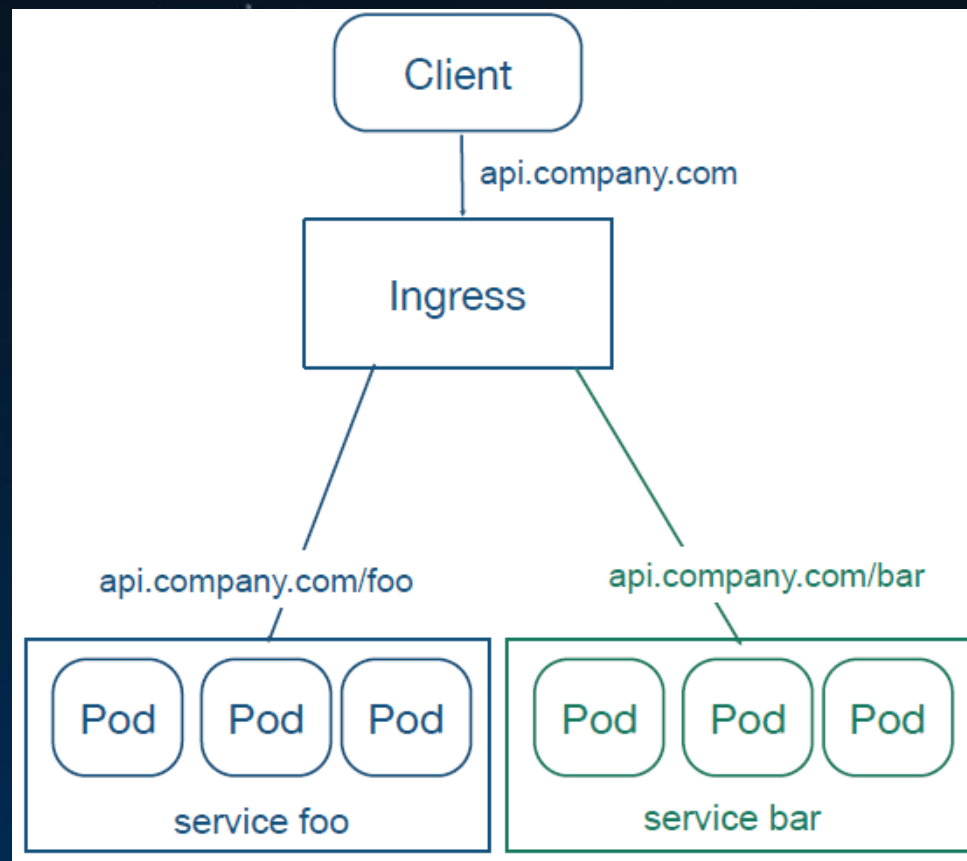 Client
api.company.com
Ingress
api.company.com/foo
api.company.com/bar
Pod Pod Pod
service foo
Pod Pod Pod
service bar